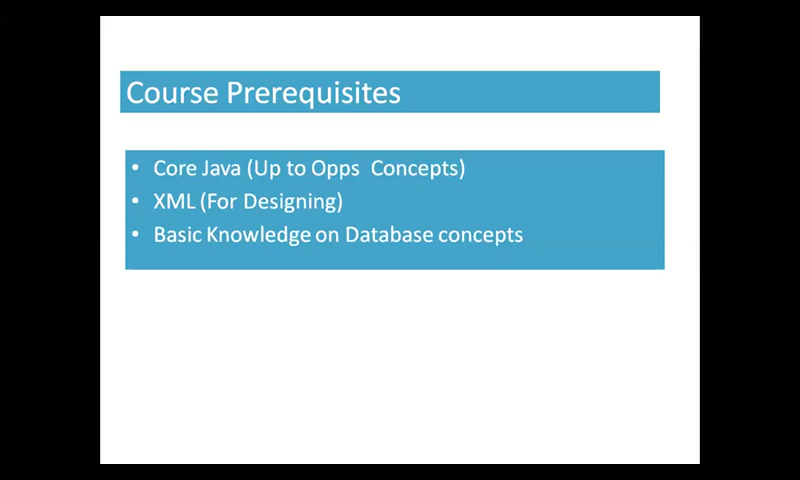 Course Prerequisites
• Core Java (Up to Opps Concepts)
• XML (For Designing)
• Basic Knowledge on Database concepts